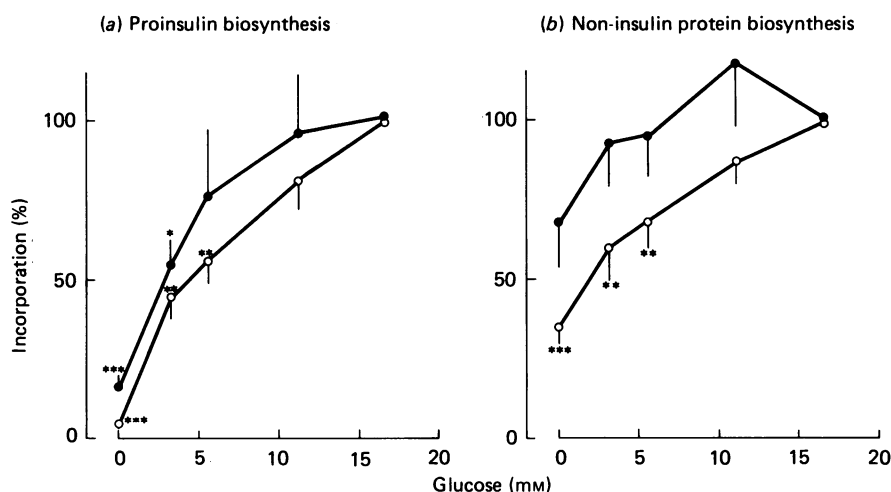 (a) Proinsulin biosynthesis
(b) Non-insulin protein biosynthesis
Incorporation (%)
100
50
0
*
**
**
***
***
0 5 10 15 20
100
50
0
**
**
***
0 5 10 15 20
Glucose (mM)